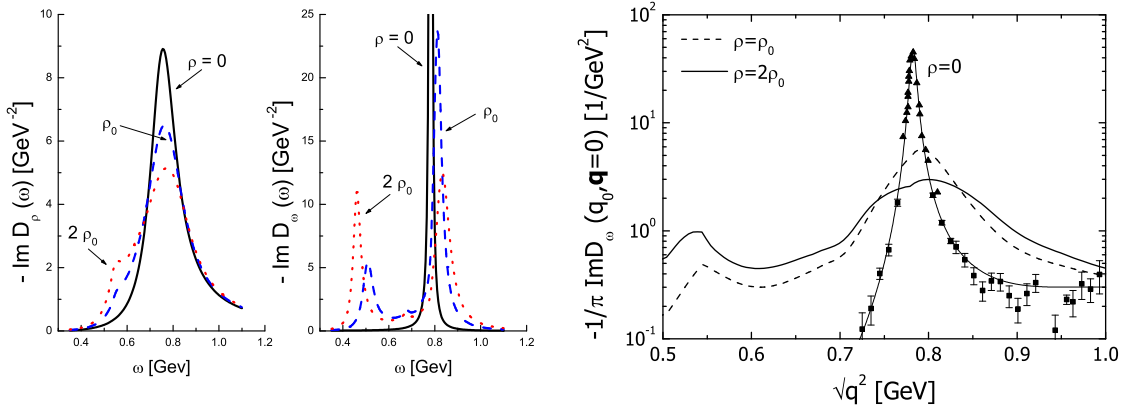 - Im D_ρ (ω) [GeV^-2]
10
8
6
4
2
0
ρ = 0
ρ_0
2 ρ_0
0.4 0.6 0.8 1.0 1.2
ω [Gev]
- Im D_ω (ω) [GeV^-2]
25
20
15
10
5
0
ρ = 0
ρ_0
2 ρ_0
0.4 0.6 0.8 1.0 1.2
ω [Gev]
-1/π ImD_ω (q_0,q=0) [1/GeV^2]
10^2
10^1
10^0
10^-1
ρ=ρ_0
ρ=2ρ_0
ρ=0
0.5 0.6 0.7 0.8 0.9 1.0
√q^2 [GeV]